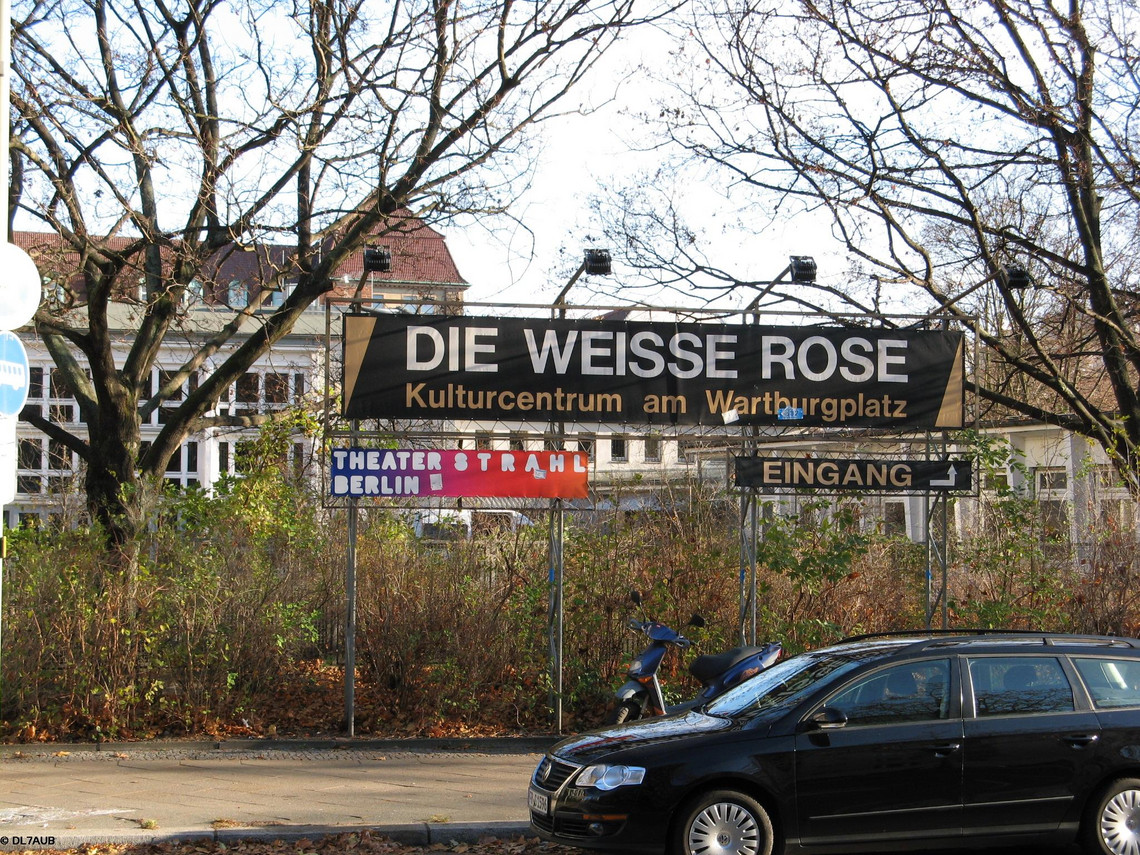 DIE WEISSE ROSE
Kulturcentrum am Wartburgplatz
THEATER STRAHL
BERLIN
EINGANG
© DL7AUB